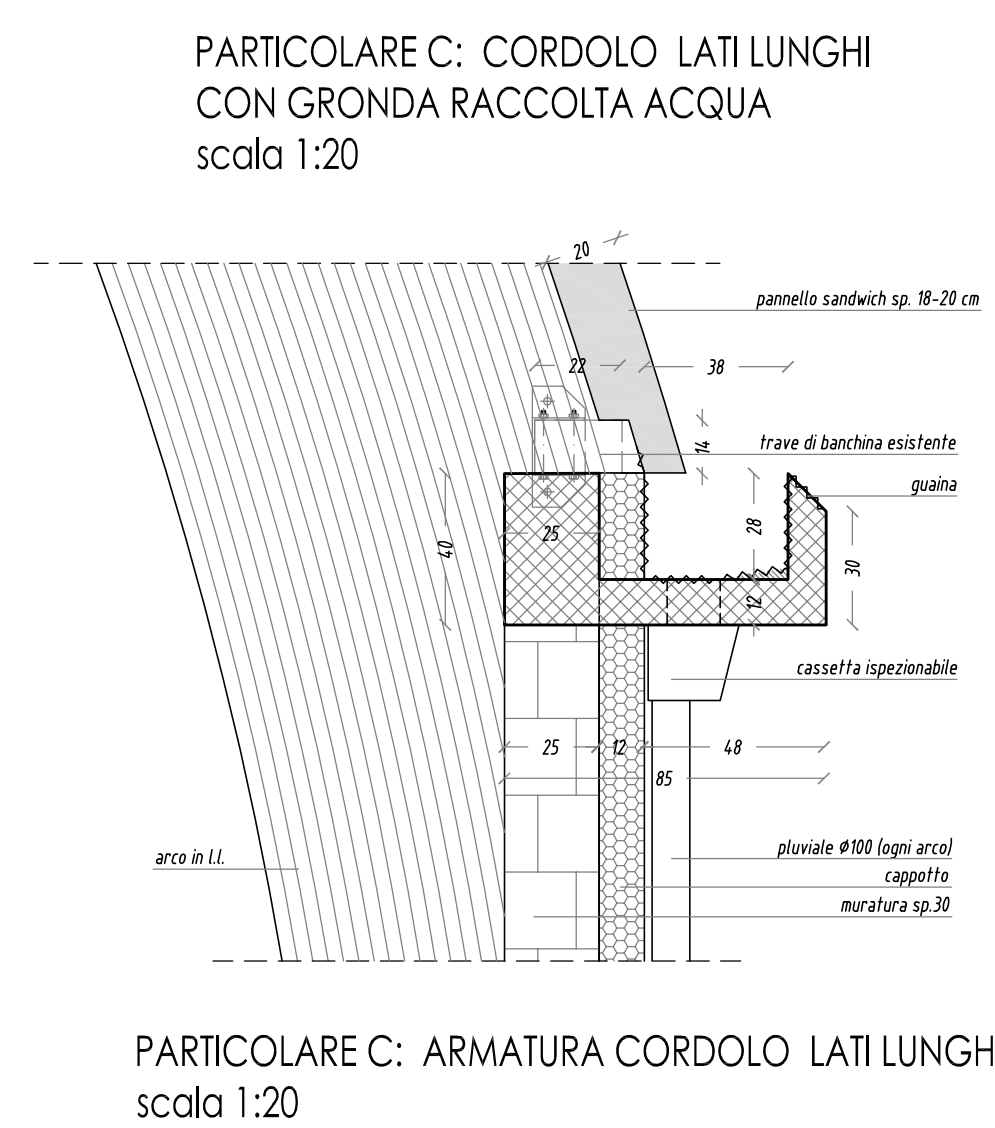 PARTICOLARE C: CORDOLO LATI LUNGHI
CON GRONDA RACCOLTA ACQUA
scala 1:20
20
pannello sandwich sp. 18-20 cm
22
38
14
trave di banchina esistente
guaina
40
25
28
30
12
cassetta ispezionabile
25
12
48
85
pluviale Ø100 (ogni arco)
arco in l.l.
cappotto
muratura sp.30
PARTICOLARE C: ARMATURA CORDOLO LATI LUNGH
scala 1:20